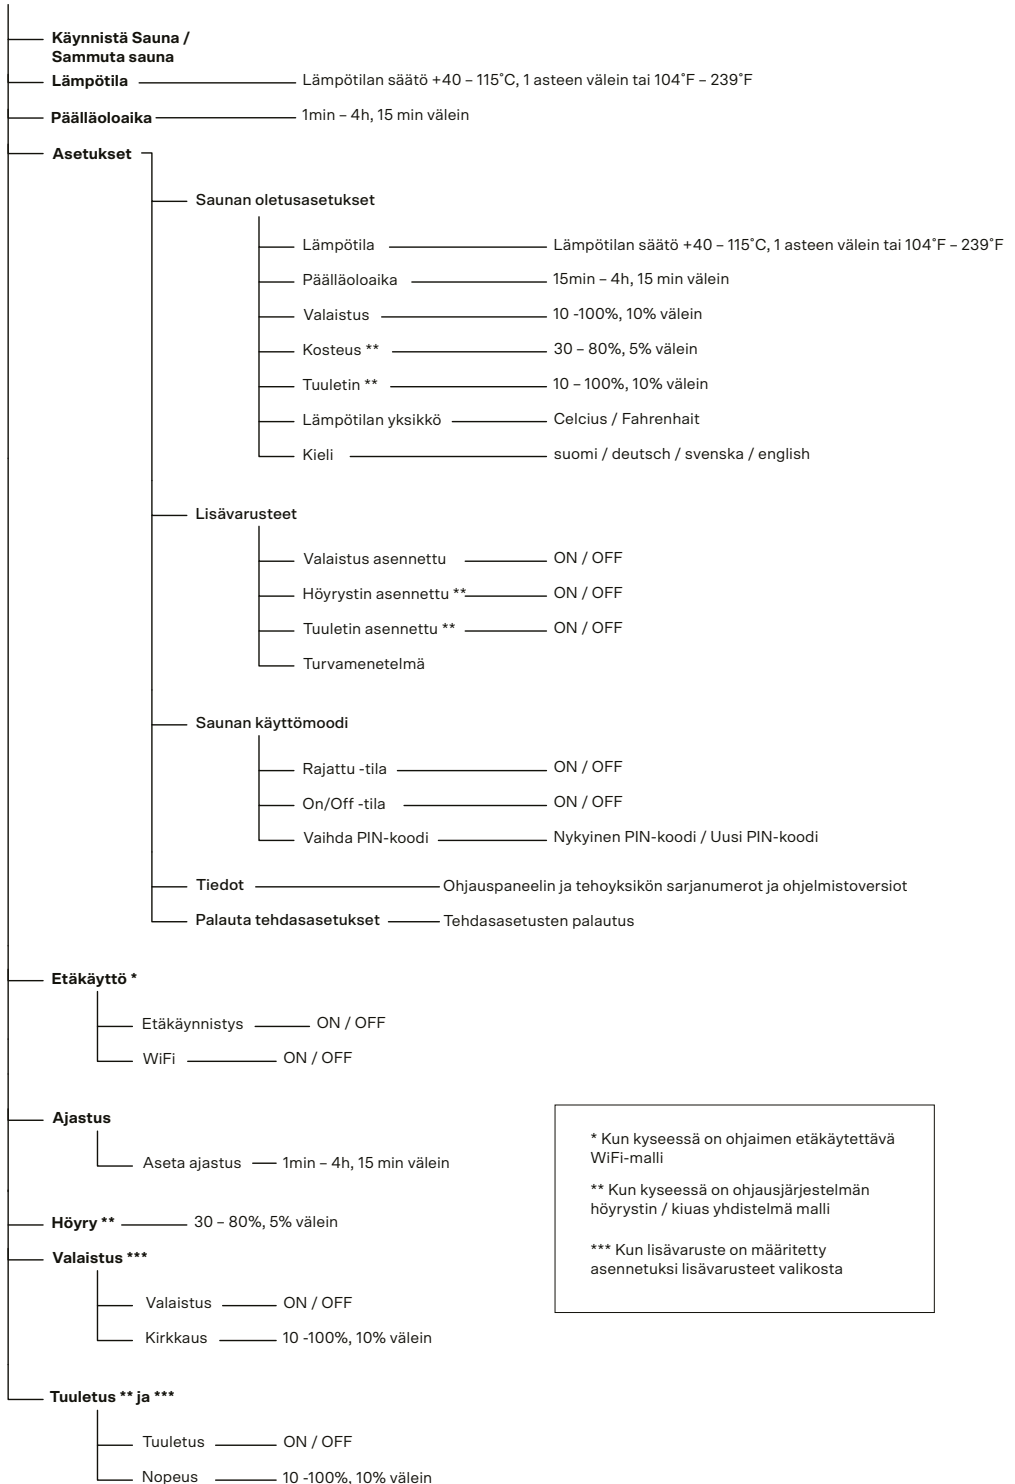 Käynnistä Sauna /
Sammuta sauna
Lämpötila Lämpötilan säätö +40 – 115˚C, 1 asteen välein tai 104˚F – 239˚F
Päälläoloaika 1min – 4h, 15 min välein
Asetukset
Saunan oletusasetukset
Lämpötila Lämpötilan säätö +40 – 115˚C, 1 asteen välein tai 104˚F – 239˚F
Päälläoloaika 15min – 4h, 15 min välein
Valaistus 10 -100%, 10% välein
Kosteus ** 30 – 80%, 5% välein
Tuuletin ** 10 – 100%, 10% välein
Lämpötilan yksikkö Celcius / Fahrenhait
Kieli suomi / deutsch / svenska / english
Lisävarusteet
Valaistus asennettu ON / OFF
Höyrystin asennettu ** ON / OFF
Tuuletin asennettu ** ON / OFF
Turvamenetelmä
Saunan käyttömoodi
Rajattu -tila ON / OFF
On/Off -tila ON / OFF
Vaihda PIN-koodi Nykyinen PIN-koodi / Uusi PIN-koodi
Tiedot Ohjauspaneelin ja tehoyksikön sarjanumerot ja ohjelmistoversiot
Palauta tehdasasetukset Tehdasasetusten palautus
Etäkäyttö *
Etäkäynnistys ON / OFF
WiFi ON / OFF
Ajastus
Aseta ajastus 1min – 4h, 15 min välein
Höyry ** 30 – 80%, 5% välein
Valaistus ***
Valaistus ON / OFF
Kirkkaus 10 -100%, 10% välein
Tuuletus ** ja ***
Tuuletus ON / OFF
Nopeus 10 -100%, 10% välein
* Kun kyseessä on ohjaimen etäkäytettävä
WiFi-malli
** Kun kyseessä on ohjausjärjestelmän
höyrystin / kiuas yhdistelmä malli
*** Kun lisävaruste on määritetty
asennetuksi lisävarusteet valikosta